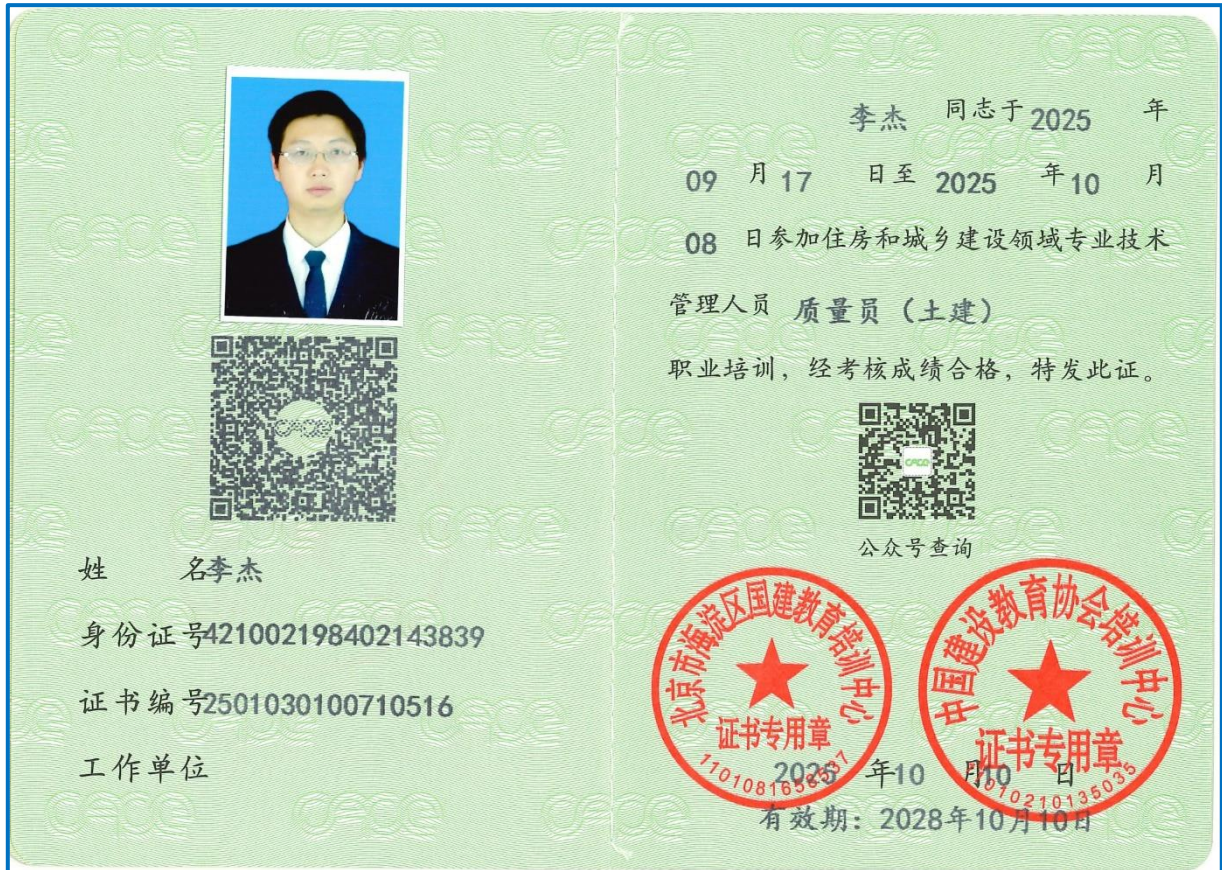 姓 名李杰
身份证号421002198402143839
证书编号2501030100710516
工作单位
李杰 同志于2025 年
09 月17 日至 2025 年10 月
08 日参加住房和城乡建设领域专业技术
管理人员 质量员（土建）
职业培训，经考核成绩合格，特发此证。
公众号查询
北京市海淀区国建教育培训中心
证书专用章
中国建设教育协会培训中心
证书专用章
11010210135035
2025 年10 月10 日
有效期：2028年10月10日